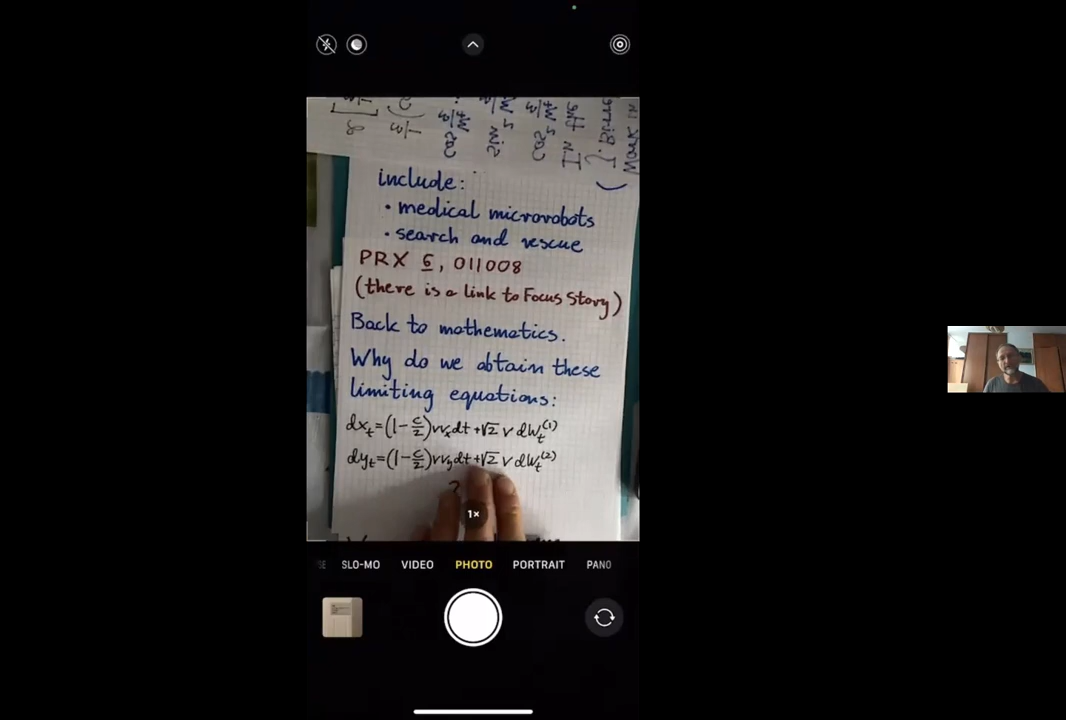 include:
• medical microrobots
• search and rescue
PRX 6, 011008
(there is a link to Focus Story)
Back to mathematics.
Why do we obtain these
limiting equations:
dx_t=(1-c/2)vv_x dt+√2 v dW_t^(1)
dy_t=(1-c/2)vv_y dt+√2 v dW_t^(2)
?
1×
SLO-MO VIDEO PHOTO PORTRAIT PANO